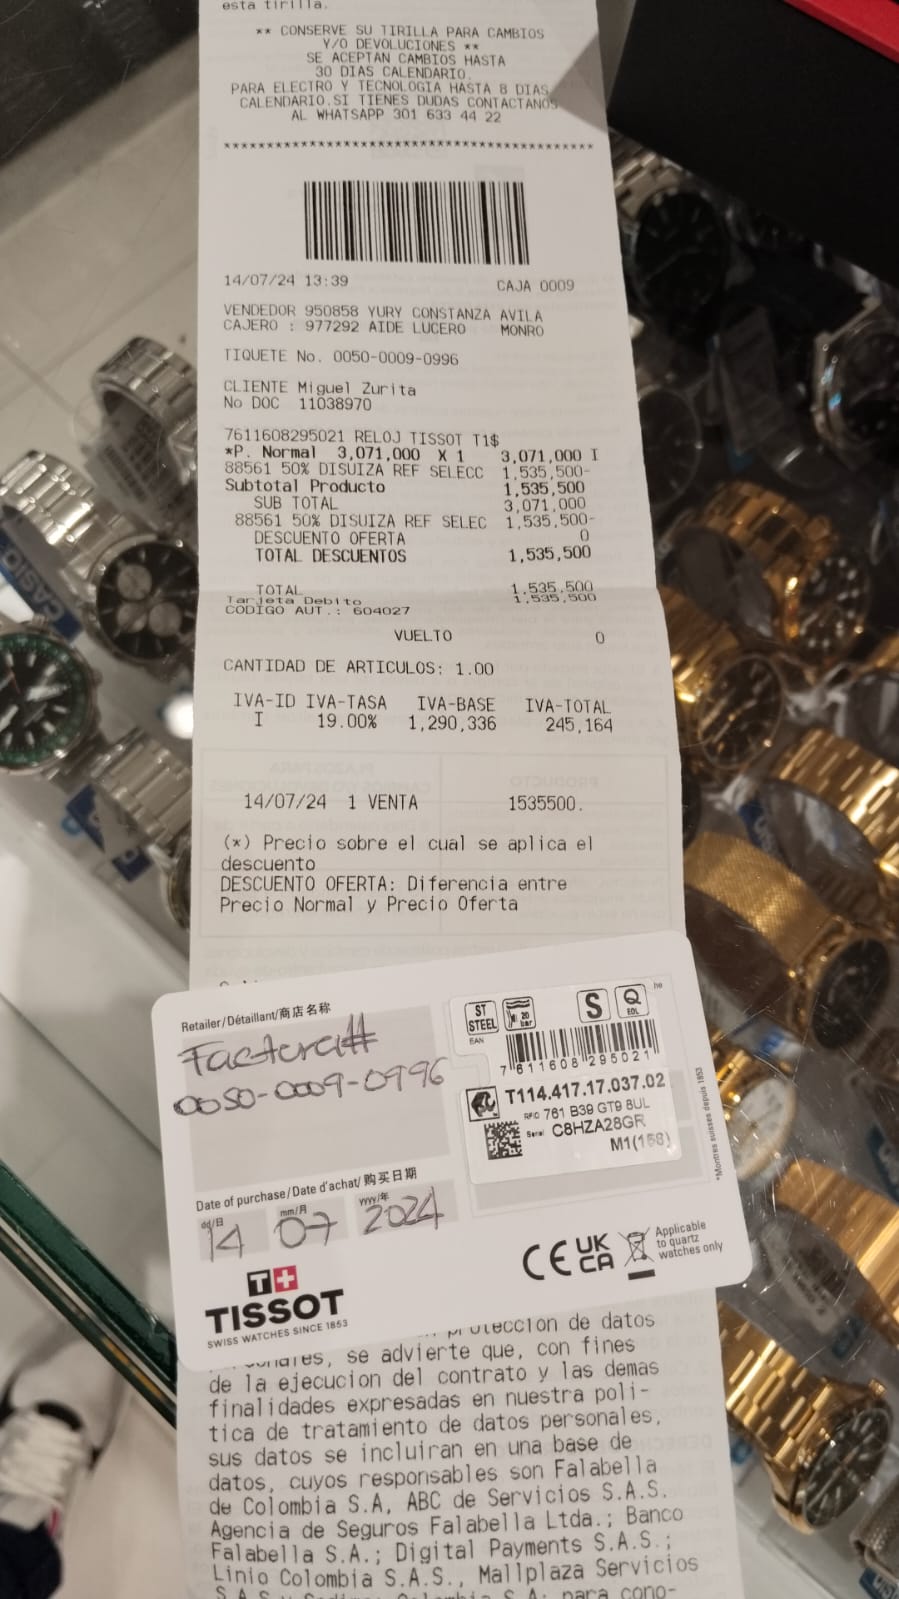 esta tirilla.
** CONSERVE SU TIRILLA PARA CAMBIOS
Y/O DEVOLUCIONES **
SE ACEPTAN CAMBIOS HASTA
30 DIAS CALENDARIO.
PARA ELECTRO Y TECNOLOGIA HASTA 8 DIAS
CALENDARIO.SI TIENES DUDAS CONTACTANOS
AL WHATSAPP 301 633 44 22
**********************************************
14/07/24 13:39 CAJA 0009
VENDEDOR 950858 YURY CONSTANZA AVILA
CAJERO : 977292 AIDE LUCERO MONRO
TIQUETE No. 0050-0009-0996
CLIENTE Miguel Zurita
No DOC 11038970
7611608295021 RELOJ TISSOT T1$
*P. Normal 3,071,000 X 1 3,071,000 I
88561 50% DISUIZA REF SELECC 1,535,500-
Subtotal Producto 1,535,500
SUB TOTAL 3,071,000
88561 50% DISUIZA REF SELEC 1,535,500-
DESCUENTO OFERTA 0
TOTAL DESCUENTOS 1,535,500
TOTAL 1,535,500
Tarjeta Debito 1,535,500
CODIGO AUT.: 604027
VUELTO 0
CANTIDAD DE ARTICULOS: 1.00
IVA-ID IVA-TASA IVA-BASE IVA-TOTAL
I 19.00% 1,290,336 245,164
14/07/24 1 VENTA 1535500.
(*) Precio sobre el cual se aplica el
descuento
DESCUENTO OFERTA: Diferencia entre
Precio Normal y Precio Oferta
Retailer/Détaillant/商店名称
Factura#
0050-0009-0996
Date of purchase/Date d'achat/购买日期
dd/日 mm/月 yyyy/年
14 07 2024
T+
TISSOT
SWISS WATCHES SINCE 1853
ST STEEL
20 bar
S
Q
EOL
he
EAN
7 611608 295021
T114.417.17.037.02
RFID 761 B39 GT9 8UL
Serial C8HZA28GR
M1(158)
*Montres suisses depuis 1853
CE UK CA
Applicable
to quartz
watches only
protección de datos
se advierte que, con fines
de la ejecucion del contrato y las demas
finalidades expresadas en nuestra poli-
tica de tratamiento de datos personales,
sus datos se incluiran en una base de
datos, cuyos responsables son Falabella
de Colombia S.A, ABC de Servicios S.A.S.
Agencia de Seguros Falabella Ltda.; Banco
Falabella S.A.; Digital Payments S.A.S.;
Linio Colombia S.A.S., Mallplaza Servicios
CASIO